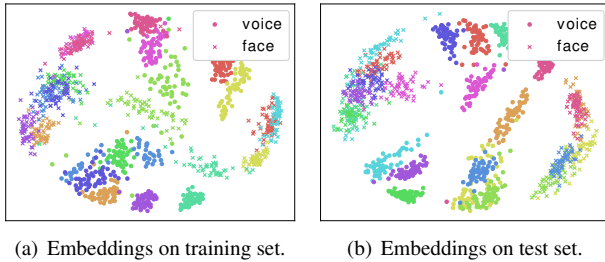 voice
face
voice
face
(a) Embeddings on training set.
(b) Embeddings on test set.